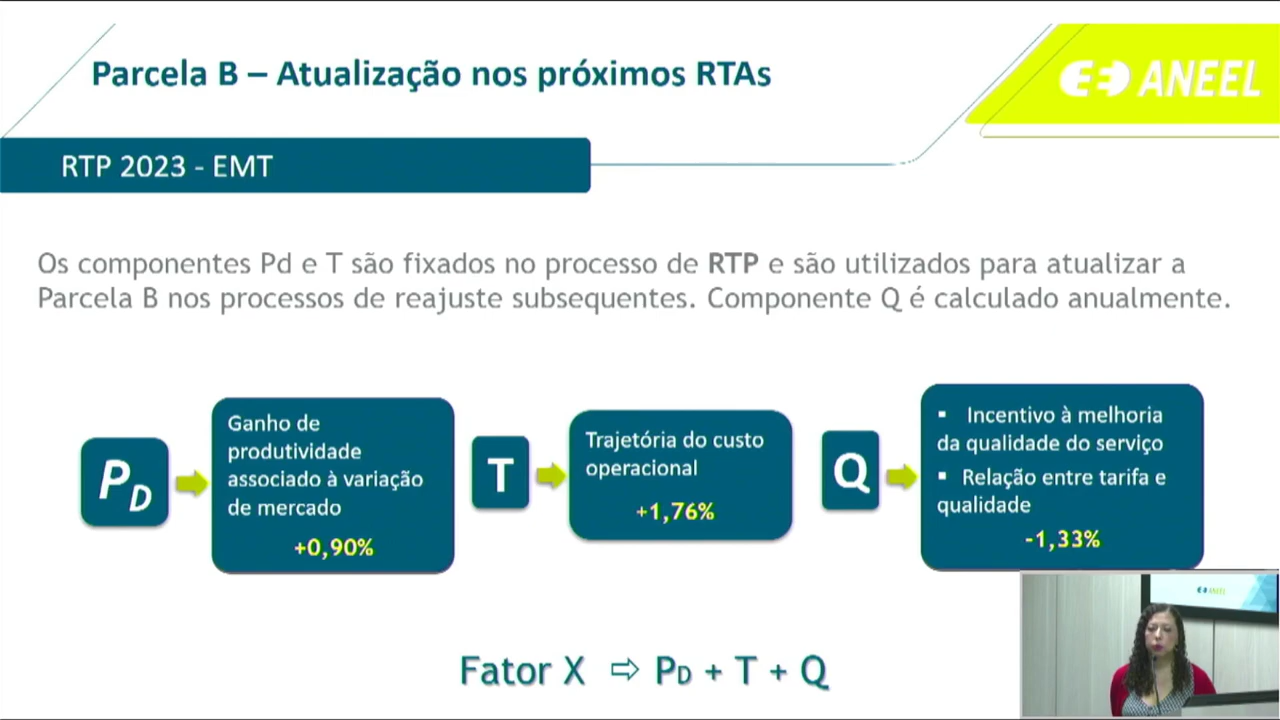 Parcela B – Atualização nos próximos RTAs
ANEEL
RTP 2023 - EMT
Os componentes Pd e T são fixados no processo de RTP e são utilizados para atualizar a
Parcela B nos processos de reajuste subsequentes. Componente Q é calculado anualmente.
PD
Ganho de
produtividade
associado à variação
de mercado
+0,90%
T
Trajetória do custo
operacional
+1,76%
Q
▪ Incentivo à melhoria
da qualidade do serviço
▪ Relação entre tarifa e
qualidade
-1,33%
ANEEL
Fator X ⇨ PD + T + Q